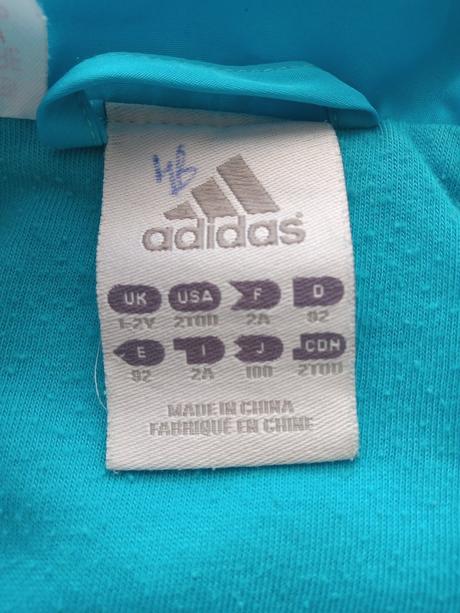 adidas
UK USA F D
1-2Y 2TOD 2A 92
E I J CDN
92 2A 100 2TOD
MADE IN CHINA
FABRIQUÉ EN CHINE